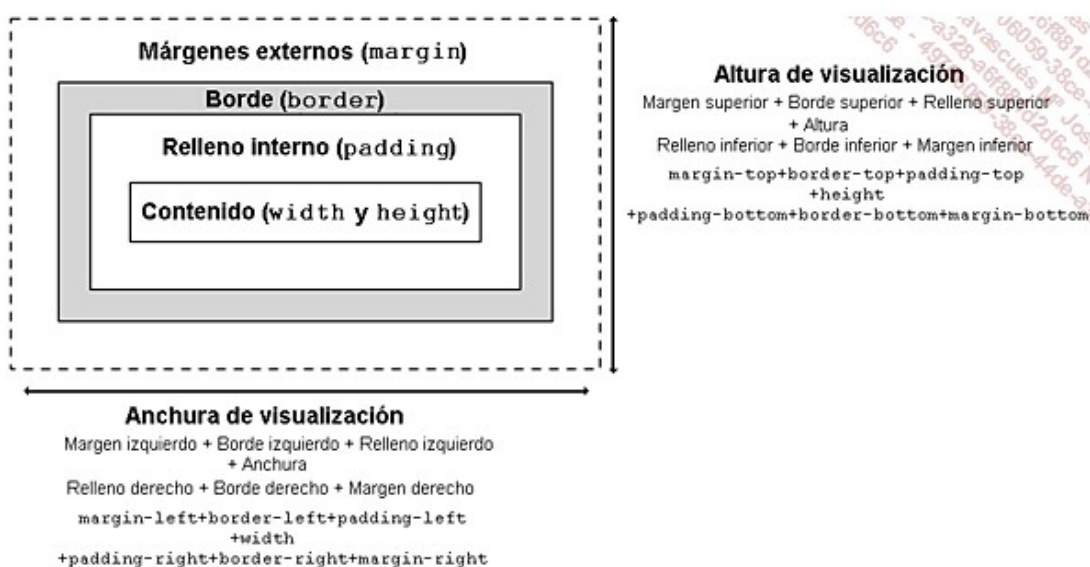 Márgenes externos (margin)
Borde (border)
Relleno interno (padding)
Contenido (width y height)
Altura de visualización
Margen superior + Borde superior + Relleno superior
+ Altura
Relleno inferior + Borde inferior + Margen inferior
margin-top+border-top+padding-top
+height
+padding-bottom+border-bottom+margin-bottom
Anchura de visualización
Margen izquierdo + Borde izquierdo + Relleno izquierdo
+ Anchura
Relleno derecho + Borde derecho + Margen derecho
margin-left+border-left+padding-left
+width
+padding-right+border-right+margin-right